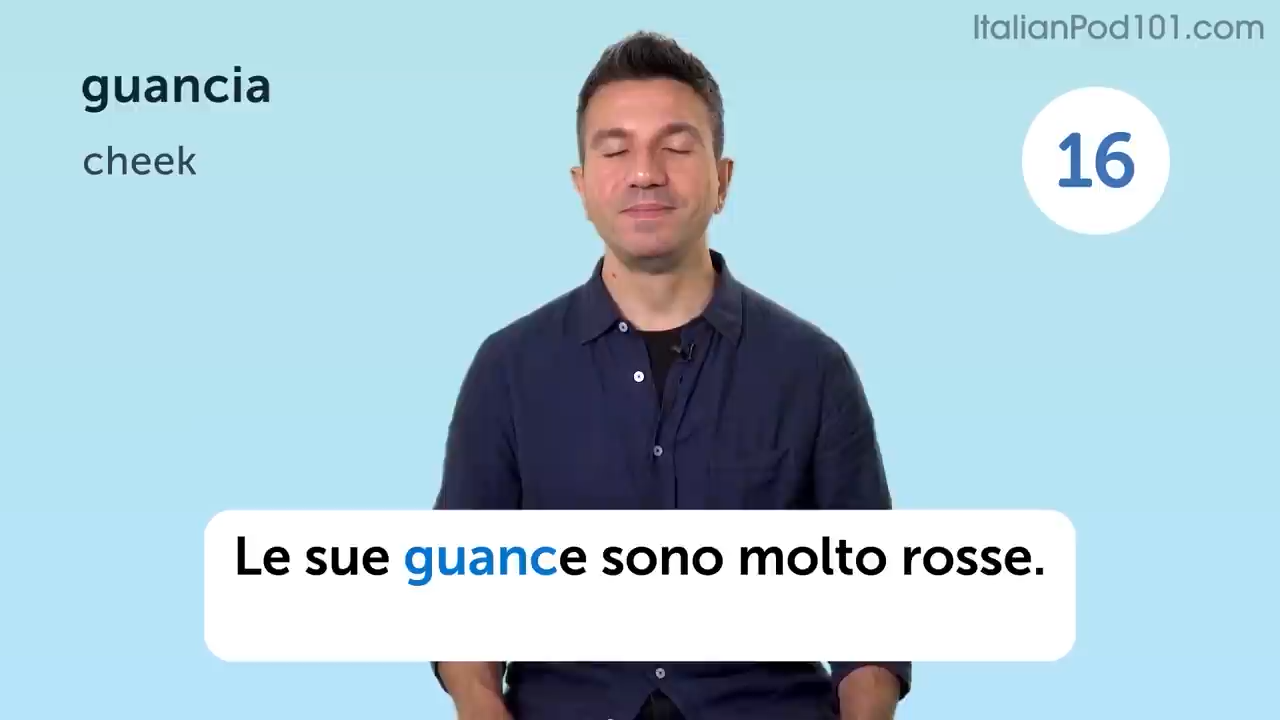 ItalianPod101.com
guancia
cheek
16
Le sue guance sono molto rosse.